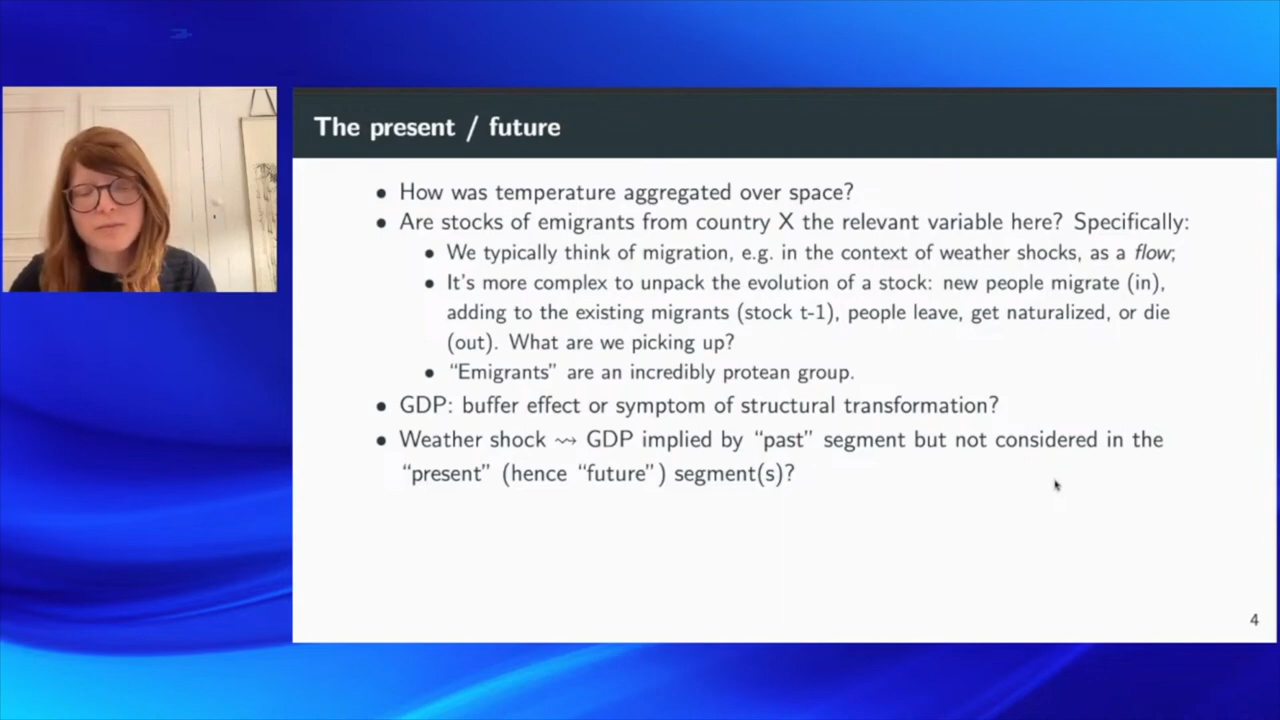 The present / future
• How was temperature aggregated over space?
• Are stocks of emigrants from country X the relevant variable here? Specifically:
• We typically think of migration, e.g. in the context of weather shocks, as a flow;
• It's more complex to unpack the evolution of a stock: new people migrate (in),
adding to the existing migrants (stock t-1), people leave, get naturalized, or die
(out). What are we picking up?
• “Emigrants” are an incredibly protean group.
• GDP: buffer effect or symptom of structural transformation?
• Weather shock ⇝ GDP implied by “past” segment but not considered in the
“present” (hence “future”) segment(s)?
4